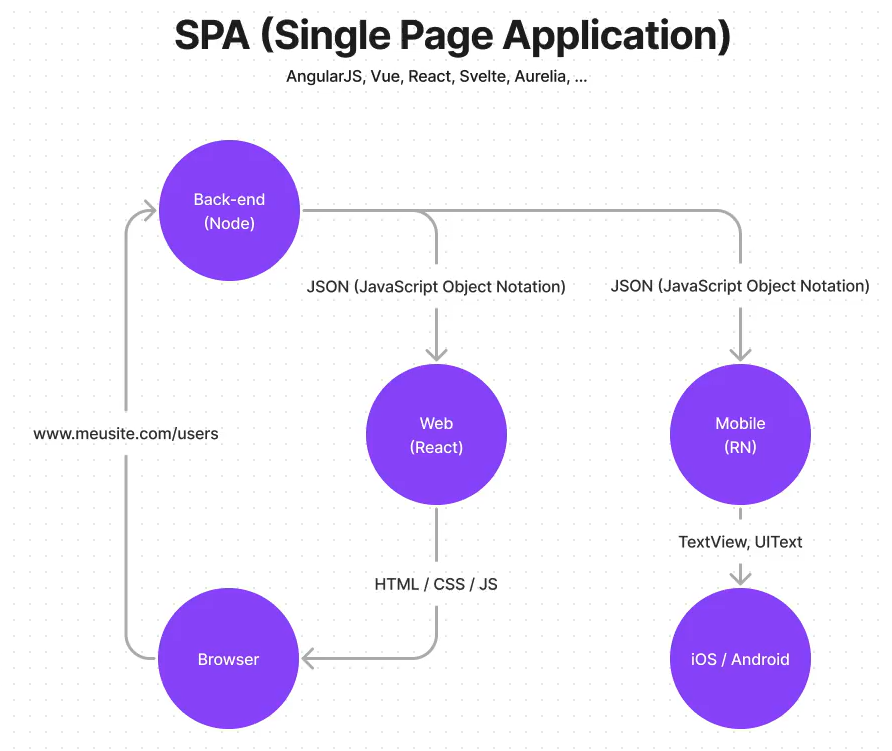 SPA (Single Page Application)
AngularJS, Vue, React, Svelte, Aurelia, ...
Back-end
(Node)
JSON (JavaScript Object Notation)
JSON (JavaScript Object Notation)
www.meusite.com/users
Web
(React)
Mobile
(RN)
TextView, UIText
HTML / CSS / JS
Browser
iOS / Android